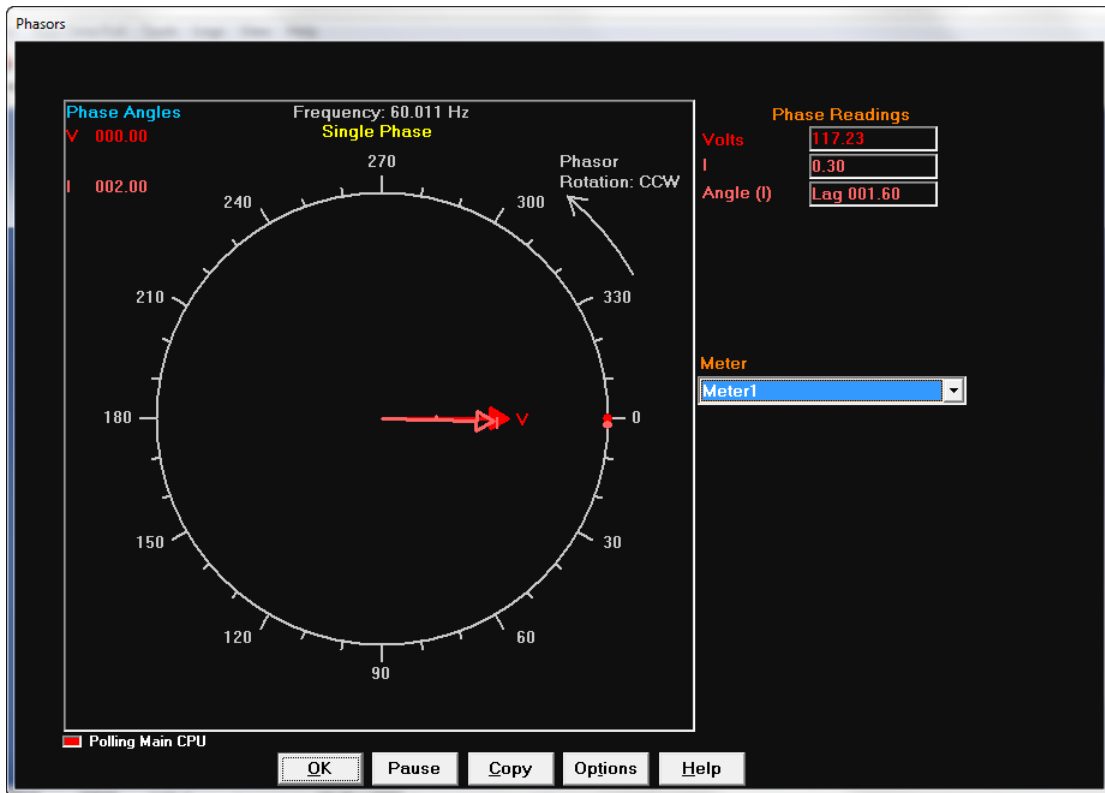 Phasors
Phase Angles
V 000.00
I 002.00
Frequency: 60.011 Hz
Single Phase
Phasor
Rotation: CCW
270
240
300
210
330
180
V
0
150
30
120
60
90
Phase Readings
Volts 117.23
I 0.30
Angle (I) Lag 001.60
Meter
Meter1
Polling Main CPU
OK Pause Copy Options Help